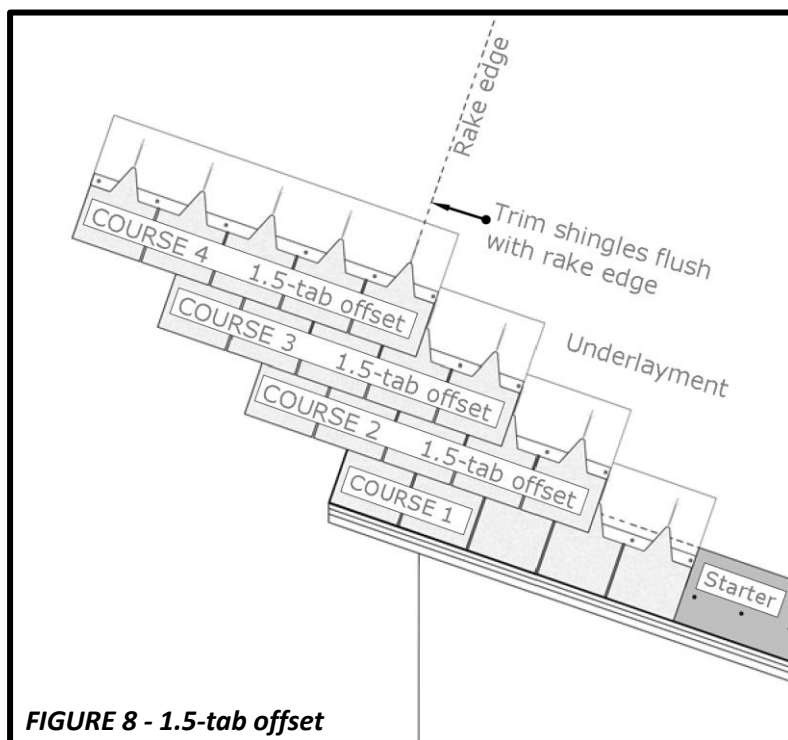 Rake edge
Trim shingles flush
with rake edge
Underlayment
COURSE 4 1.5-tab offset
COURSE 3 1.5-tab offset
COURSE 2 1.5-tab offset
COURSE 1
Starter
FIGURE 8 - 1.5-tab offset